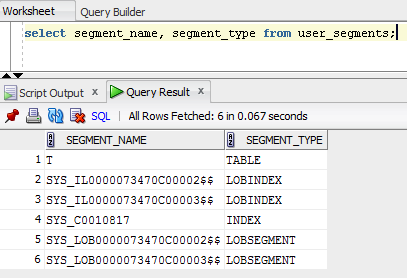 Worksheet Query Builder
select segment_name, segment_type from user_segments;
Script Output Query Result
SQL All Rows Fetched: 6 in 0.067 seconds
SEGMENT_NAME SEGMENT_TYPE
1 T TABLE
2 SYS_IL0000073470C00002$$ LOBINDEX
3 SYS_IL0000073470C00003$$ LOBINDEX
4 SYS_C0010817 INDEX
5 SYS_LOB0000073470C00002$$ LOBSEGMENT
6 SYS_LOB0000073470C00003$$ LOBSEGMENT